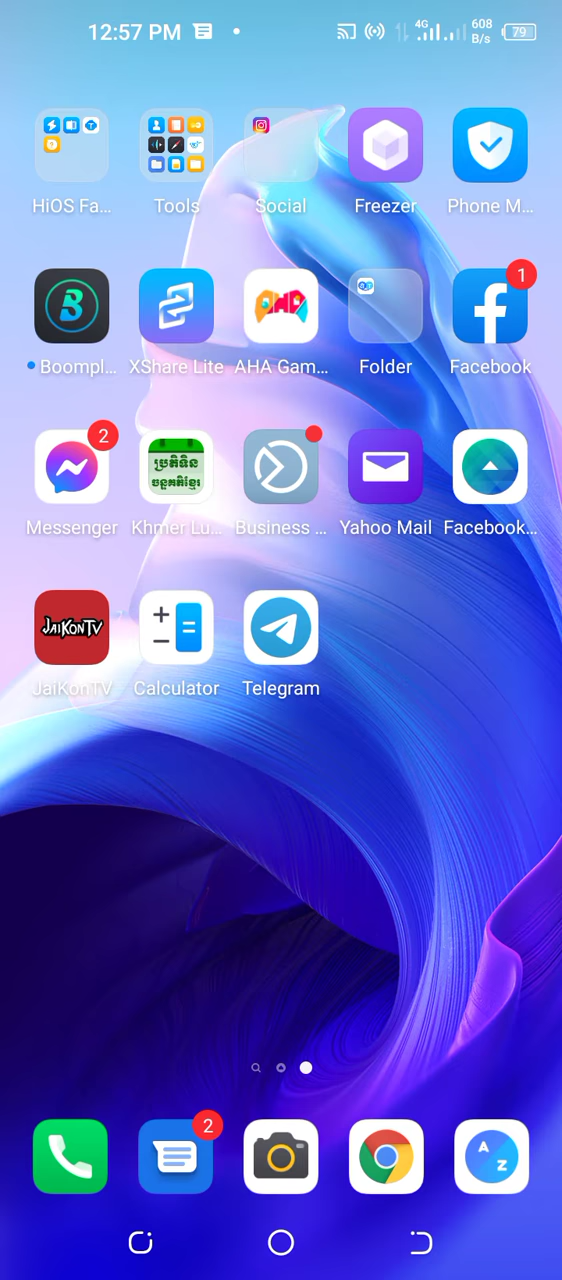 12:57 PM
4G
608
B/s
79
HiOS Fa...
Tools
Social
Freezer
Phone M...
1
Boompl...
XShare Lite
AHA Gam...
Folder
Facebook
2
ប្រតិទិន
ចន្ទគតិខ្មែរ
Messenger
Khmer Lu...
Business ...
Yahoo Mail
Facebook...
JAIKONTV
JaiKonTV
Calculator
Telegram
2
A
Z